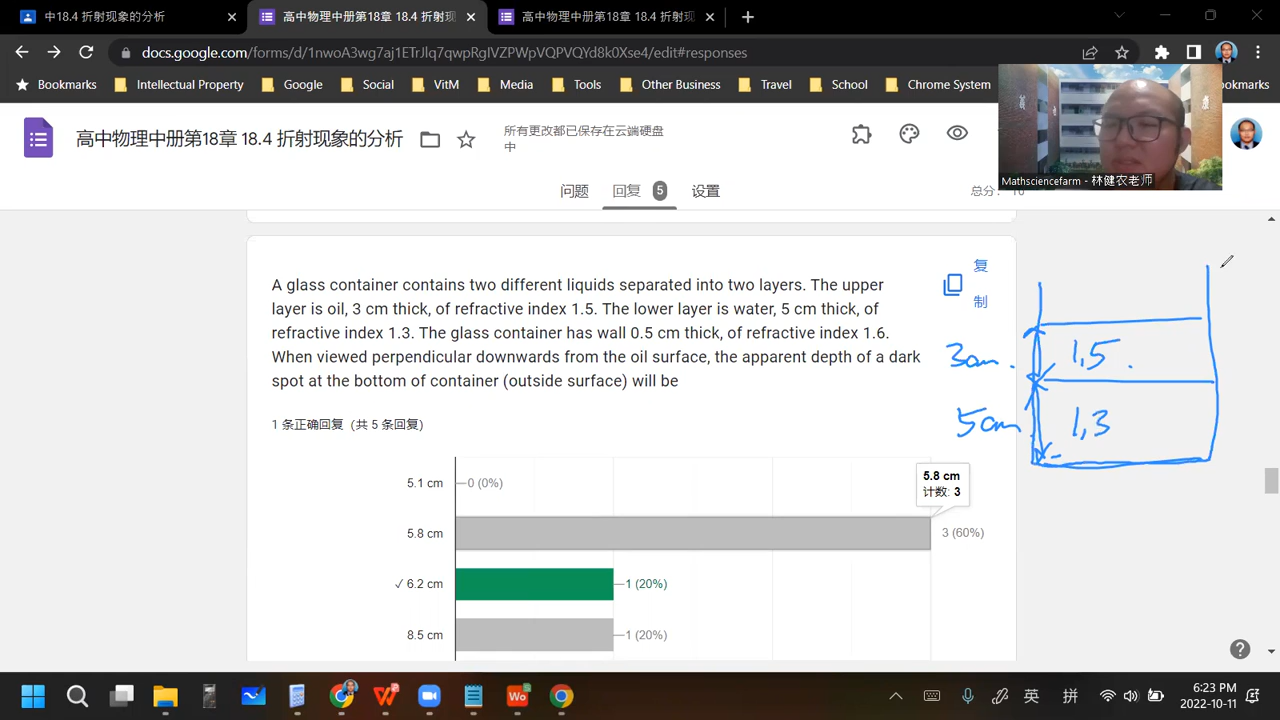 中18.4 折射现象的分析
高中物理中册第18章 18.4 折射现
高中物理中册第18章 18.4 折射现
docs.google.com/forms/d/1nwoA3wg7aj1ETrJlq7qwpRgIVZPWpVQPVQYd8k0Xse4/edit#responses
Bookmarks Intellectual Property Google Social VitM Media Tools Other Business Travel School Chrome System okmarks
高中物理中册第18章 18.4 折射现象的分析
所有更改都已保存在云端硬盘
中
Mathsciencefarm - 林健农老师
问题 回复 5 设置 总分：10
A glass container contains two different liquids separated into two layers. The upper
layer is oil, 3 cm thick, of refractive index 1.5. The lower layer is water, 5 cm thick, of
refractive index 1.3. The glass container has wall 0.5 cm thick, of refractive index 1.6.
When viewed perpendicular downwards from the oil surface, the apparent depth of a dark
spot at the bottom of container (outside surface) will be
复
制
1 条正确回复（共 5 条回复）
3cm 1,5
5cm 1,3
5.1 cm 0 (0%)
5.8 cm
计数: 3
5.8 cm 3 (60%)
✓ 6.2 cm 1 (20%)
8.5 cm 1 (20%)
英 拼
6:23 PM
2022-10-11